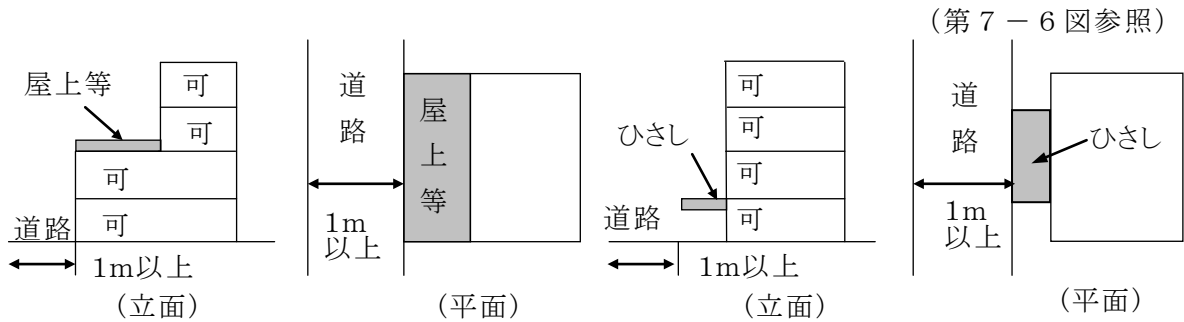 （第７－６図参照）
屋上等
可
可
可
可
道路
1m以上
（立面）
道路
屋上等
1m
以上
（平面）
ひさし
可
可
可
可
道路
1m以上
（立面）
道路
ひさし
1m
以上
（平面）